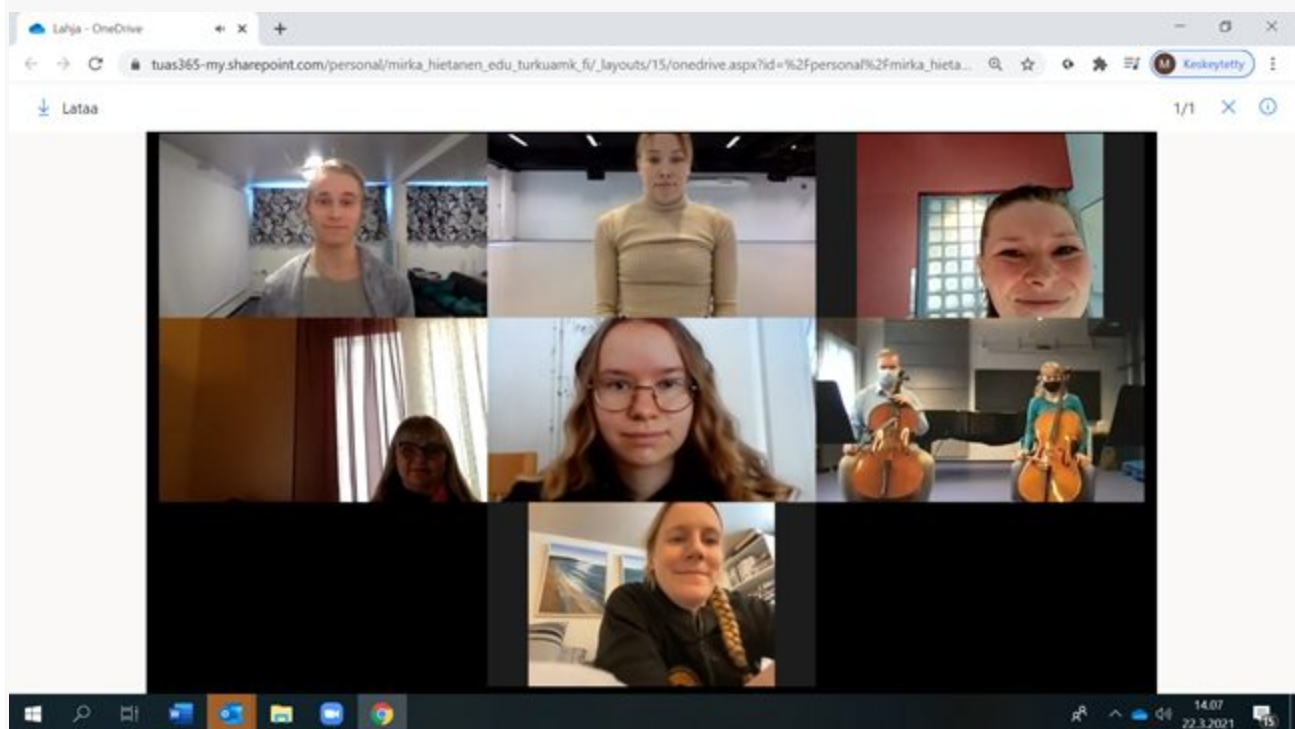 Lahja - OneDrive
tuas365-my.sharepoint.com/personal/mirka_hietanen_edu_turkuamk_fi/_layouts/15/onedrive.aspx?id=%2Fpersonal%2Fmirka_hieta...
M Keskeytetty
Lataa
1/1
14.07
22.3.2021
15